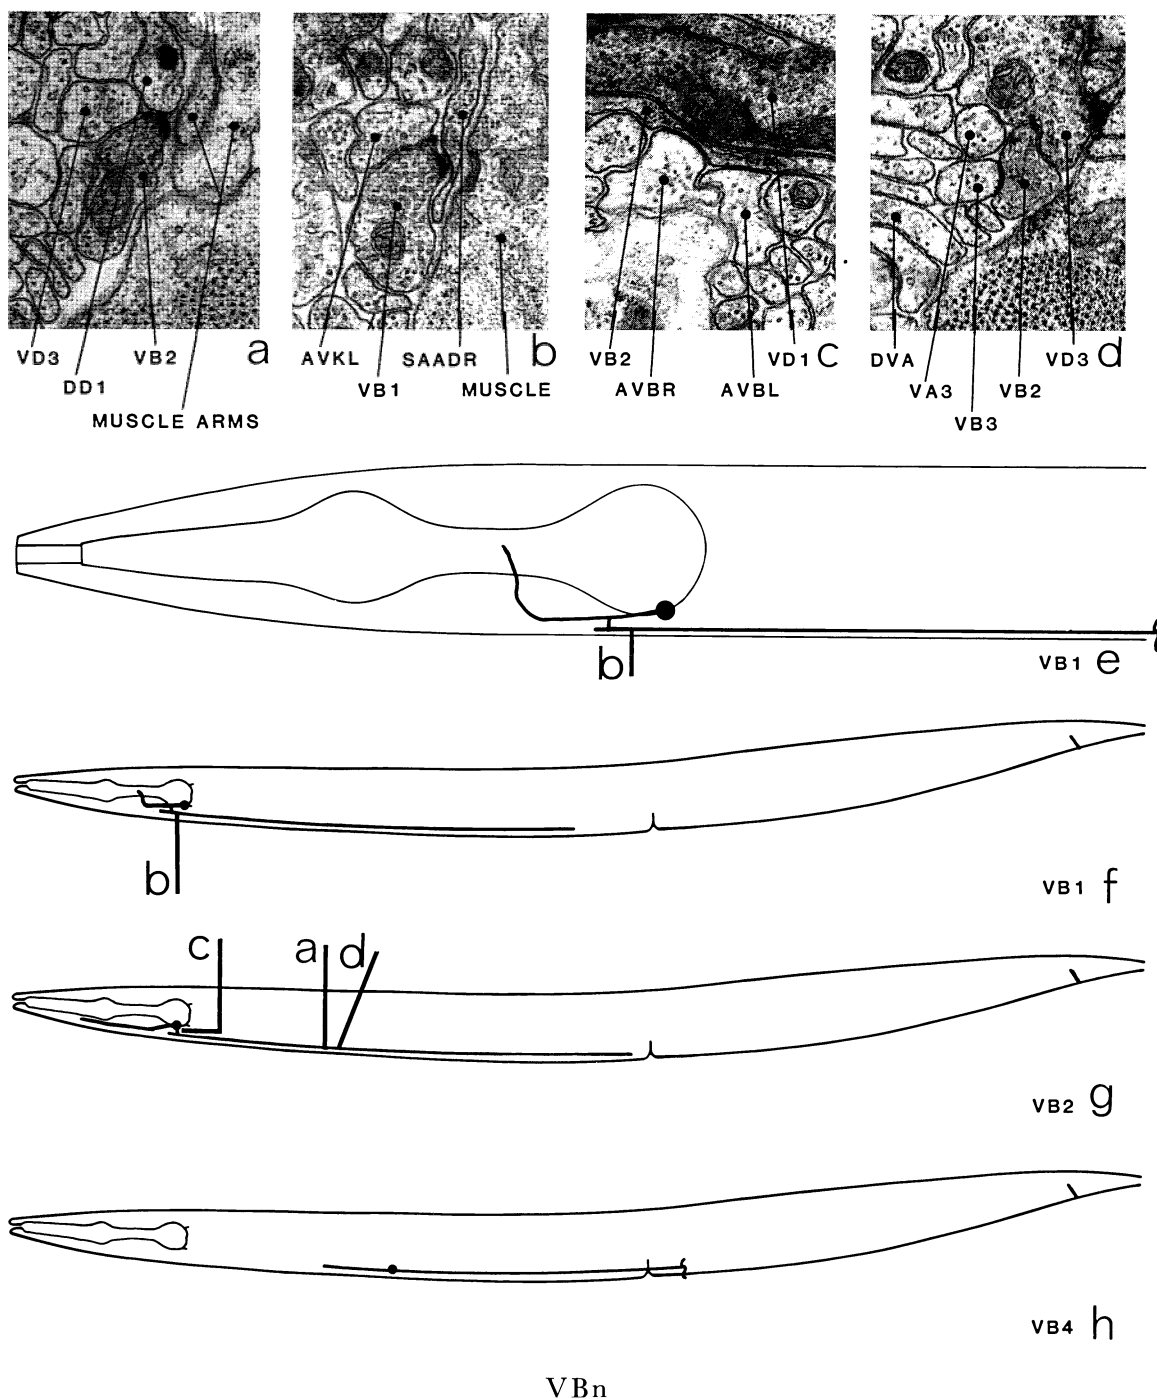 VD3 VB2 a
DD1
MUSCLE ARMS
AVKL SAADR b
VB1 MUSCLE
VB2 VD1 c
AVBR AVBL
DVA VD3 d
VA3 VB2
VB3
b
VB1 e
b
VB1 f
c a d
VB2 g
VB4 h
VBn